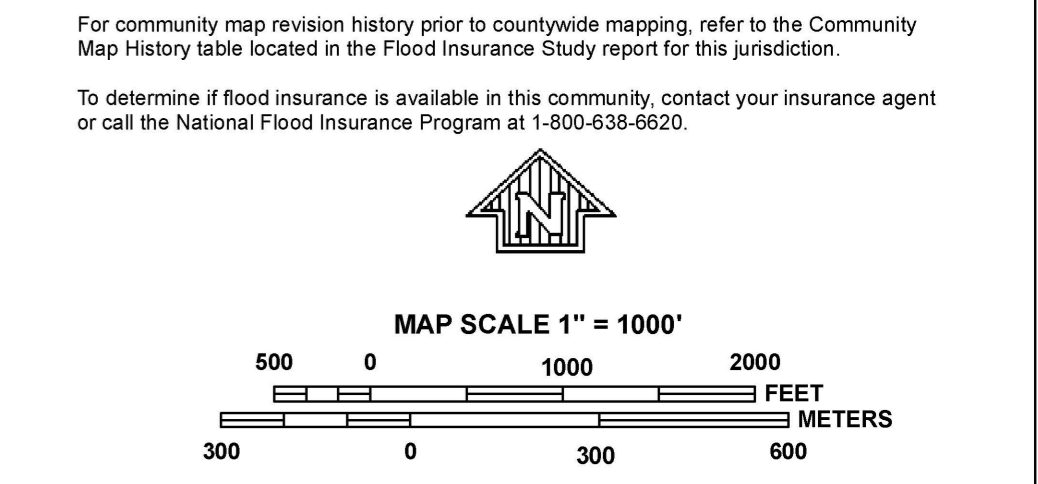 For community map revision history prior to countywide mapping, refer to the Community
Map History table located in the Flood Insurance Study report for this jurisdiction.
To determine if flood insurance is available in this community, contact your insurance agent
or call the National Flood Insurance Program at 1-800-638-6620.
N
MAP SCALE 1" = 1000'
500 0 1000 2000
FEET
METERS
300 0 300 600